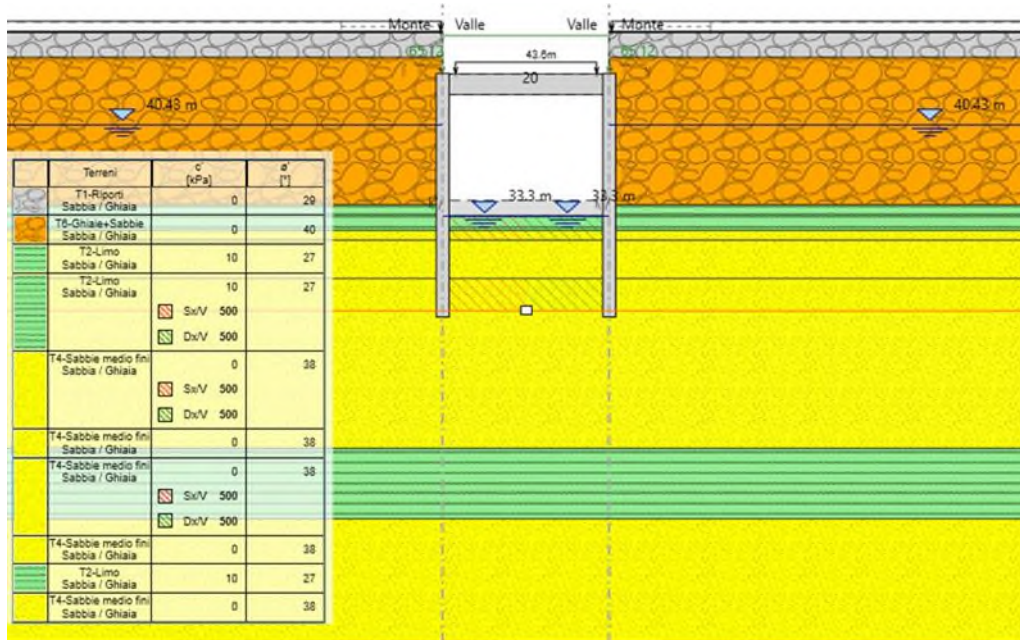 Monte
Valle
Valle
Monte
65.12
65.12
43.6m
20
40.43 m
40.43 m
33.3 m
33.3 m
Terreni c' [kPa] ø' [°]
T1-Riporti
Sabbia / Ghiaia 0 29
T6-Ghiaie+Sabbie
Sabbia / Ghiaia 0 40
T2-Limo
Sabbia / Ghiaia 10 27
T2-Limo
Sabbia / Ghiaia 10 27
Sx/V 500
Dx/V 500
T4-Sabbie medio fini
Sabbia / Ghiaia 0 38
Sx/V 500
Dx/V 500
T4-Sabbie medio fini
Sabbia / Ghiaia 0 38
T4-Sabbie medio fini
Sabbia / Ghiaia 0 38
Sx/V 500
Dx/V 500
T4-Sabbie medio fini
Sabbia / Ghiaia 0 38
T2-Limo
Sabbia / Ghiaia 10 27
T4-Sabbie medio fini
Sabbia / Ghiaia 0 38